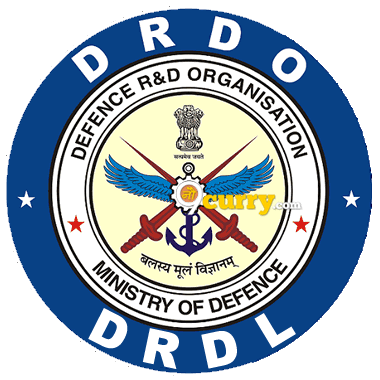 DRDO
DEFENCE R&D ORGANISATION
सत्यमेव जयते
curry.com
बलस्य मूलं विज्ञानम्
MINISTRY OF DEFENCE
DRDL